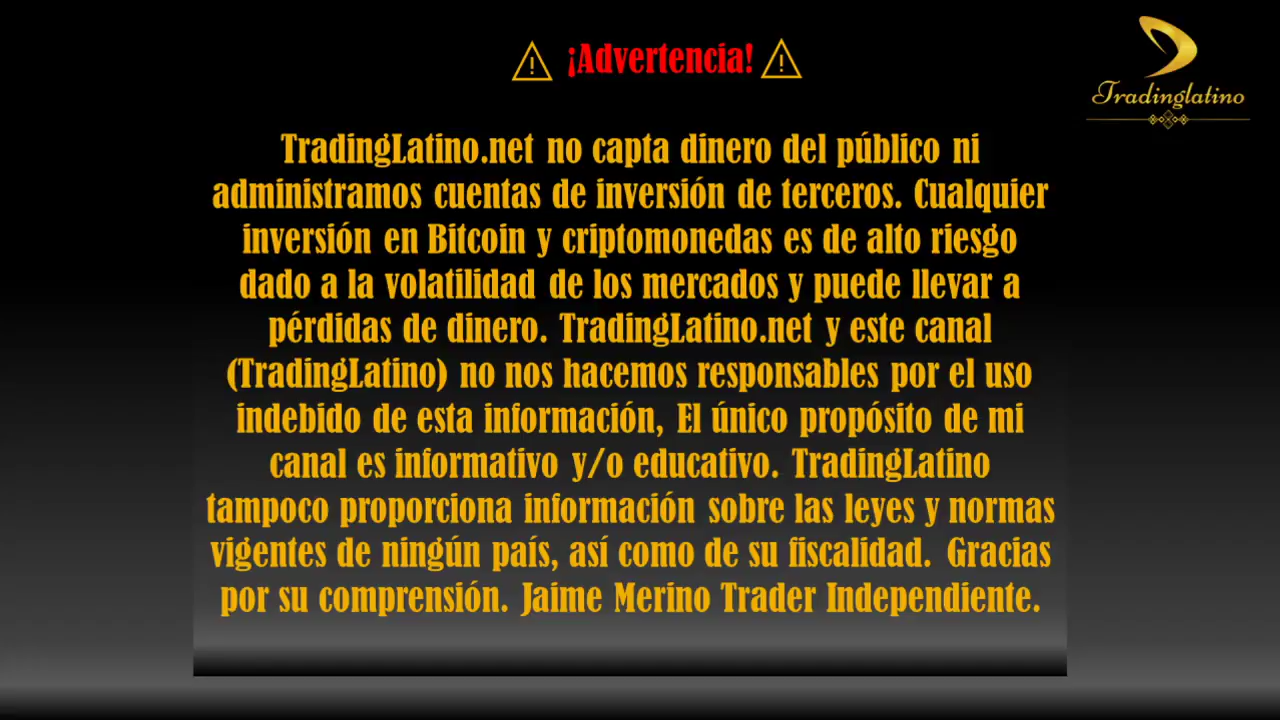 ¡Advertencia!
Tradinglatino
TradingLatino.net no capta dinero del público ni
administramos cuentas de inversión de terceros. Cualquier
inversión en Bitcoin y criptomonedas es de alto riesgo
dado a la volatilidad de los mercados y puede llevar a
pérdidas de dinero. TradingLatino.net y este canal
(TradingLatino) no nos hacemos responsables por el uso
indebido de esta información, El único propósito de mi
canal es informativo y/o educativo. TradingLatino
tampoco proporciona información sobre las leyes y normas
vigentes de ningún país, así como de su fiscalidad. Gracias
por su comprensión. Jaime Merino Trader Independiente.